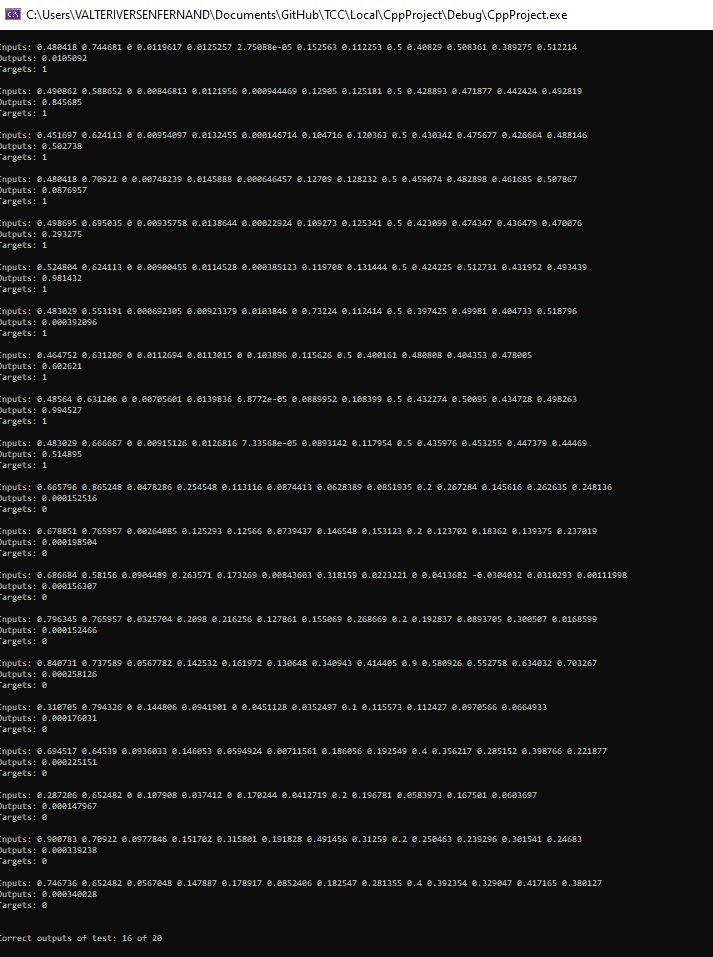 C:\Users\VALTERIVERSENFERNAND\Documents\GitHub\TCC\Local\CppProject\Debug\CppProject.exe
Inputs: 0.480418 0.744681 0 0.0119617 0.0125257 2.75088e-05 0.152563 0.112253 0.5 0.40829 0.508361 0.389275 0.512214
Outputs: 0.0105092
Targets: 1
Inputs: 0.490862 0.588652 0 0.00846813 0.0121956 0.000944469 0.12905 0.125181 0.5 0.428893 0.471877 0.442424 0.492819
Outputs: 0.845685
Targets: 1
Inputs: 0.451697 0.624113 0 0.00954097 0.0132455 0.000146714 0.104716 0.120363 0.5 0.430342 0.475677 0.426664 0.488146
Outputs: 0.502738
Targets: 1
Inputs: 0.480418 0.70922 0 0.00748239 0.0145888 0.000646457 0.12709 0.128232 0.5 0.459074 0.482898 0.461685 0.507867
Outputs: 0.0876957
Targets: 1
Inputs: 0.498695 0.695035 0 0.00935758 0.0138644 0.00022924 0.109273 0.125341 0.5 0.423099 0.474347 0.436479 0.470076
Outputs: 0.293275
Targets: 1
Inputs: 0.524804 0.624113 0 0.00900455 0.0114528 0.000385123 0.119708 0.131444 0.5 0.424225 0.512731 0.431952 0.493439
Outputs: 0.981432
Targets: 1
Inputs: 0.483029 0.553191 0.000692305 0.00923379 0.0103846 0 0.73224 0.112414 0.5 0.397425 0.49981 0.404733 0.518796
Outputs: 0.000392096
Targets: 1
Inputs: 0.464752 0.631206 0 0.0112694 0.0113015 0 0.103896 0.115626 0.5 0.400161 0.480808 0.404353 0.478005
Outputs: 0.602621
Targets: 1
Inputs: 0.48564 0.631206 0 0.00705601 0.0139836 6.8772e-05 0.0889952 0.108399 0.5 0.432274 0.50095 0.434728 0.498263
Outputs: 0.994527
Targets: 1
Inputs: 0.483029 0.666667 0 0.00915126 0.0126816 7.33568e-05 0.0893142 0.117954 0.5 0.435976 0.453255 0.447379 0.44469
Outputs: 0.514895
Targets: 1
Inputs: 0.665796 0.865248 0.0478286 0.254548 0.113116 0.0874413 0.0628389 0.0851935 0.2 0.267284 0.145616 0.262635 0.248136
Outputs: 0.000152516
Targets: 0
Inputs: 0.678851 0.765957 0.00264085 0.125293 0.12566 0.0739437 0.146548 0.153123 0.2 0.123702 0.18362 0.139375 0.237019
Outputs: 0.000198504
Targets: 0
Inputs: 0.686684 0.58156 0.0904489 0.263571 0.173269 0.00843603 0.318159 0.0223221 0 0.0413682 -0.0304032 0.0310293 0.00111998
Outputs: 0.000156307
Targets: 0
Inputs: 0.796345 0.765957 0.0325704 0.2098 0.216256 0.127861 0.155069 0.268669 0.2 0.192837 0.0893705 0.300507 0.0168599
Outputs: 0.000152466
Targets: 0
Inputs: 0.840731 0.737589 0.0567782 0.142532 0.161972 0.130648 0.340943 0.414405 0.9 0.580926 0.552758 0.634032 0.703267
Outputs: 0.000258126
Targets: 0
Inputs: 0.310705 0.794326 0 0.144806 0.0941901 0 0.0451128 0.0352497 0.1 0.115573 0.112427 0.0970566 0.0664933
Outputs: 0.000176031
Targets: 0
Inputs: 0.694517 0.64539 0.0936033 0.146053 0.0594924 0.00711561 0.186056 0.192549 0.4 0.356217 0.285152 0.398766 0.221877
Outputs: 0.000225151
Targets: 0
Inputs: 0.287206 0.652482 0 0.107908 0.037412 0 0.170244 0.0412719 0.2 0.196781 0.0583973 0.167501 0.0603697
Outputs: 0.000147967
Targets: 0
Inputs: 0.900783 0.70922 0.0977846 0.151702 0.315801 0.191828 0.491456 0.31259 0.2 0.250463 0.239296 0.301541 0.24683
Outputs: 0.000339238
Targets: 0
Inputs: 0.746736 0.652482 0.0567048 0.147887 0.178917 0.0852406 0.182547 0.281355 0.4 0.392354 0.329047 0.417165 0.380127
Outputs: 0.000340028
Targets: 0
Correct outputs of test: 16 of 20